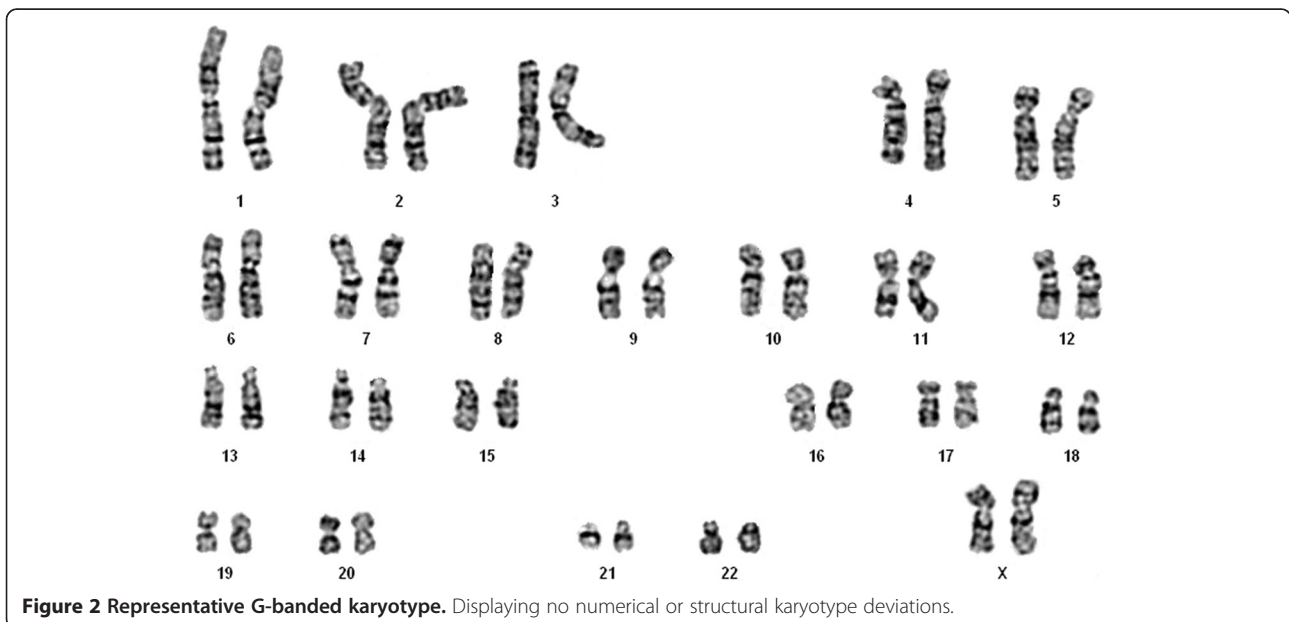 1 2 3 4 5
6 7 8 9 10 11 12
13 14 15 16 17 18
19 20 21 22 X
Figure 2 Representative G-banded karyotype. Displaying no numerical or structural karyotype deviations.